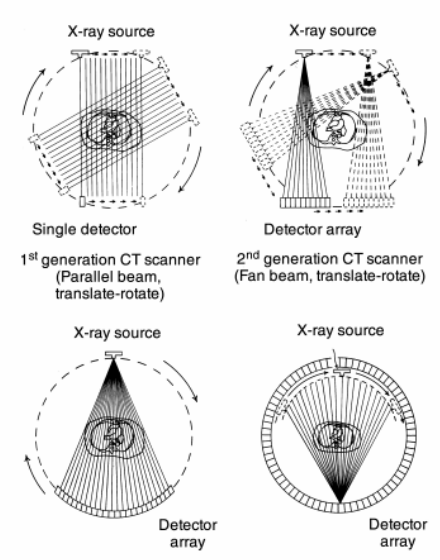 X-ray source
X-ray source
Single detector
Detector array
1st generation CT scanner
(Parallel beam,
translate-rotate)
2nd generation CT scanner
(Fan beam, translate-rotate)
X-ray source
X-ray source
Detector
array
Detector
array